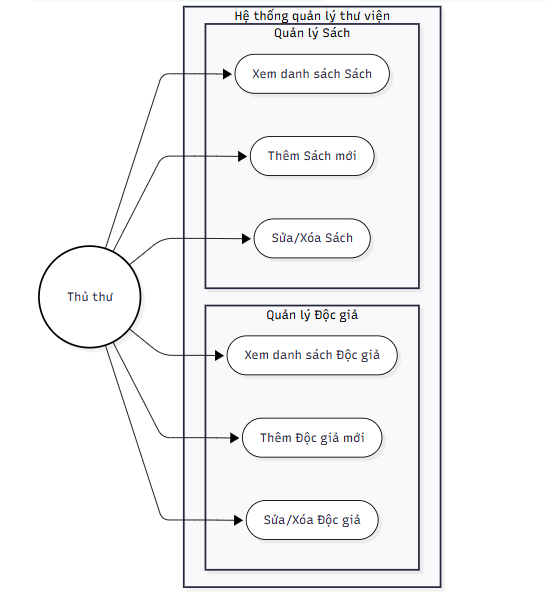 Hệ thống quản lý thư viện
Quản lý Sách
Xem danh sách Sách
Thêm Sách mới
Sửa/Xóa Sách
Thủ thư
Quản lý Độc giả
Xem danh sách Độc giả
Thêm Độc giả mới
Sửa/Xóa Độc giả